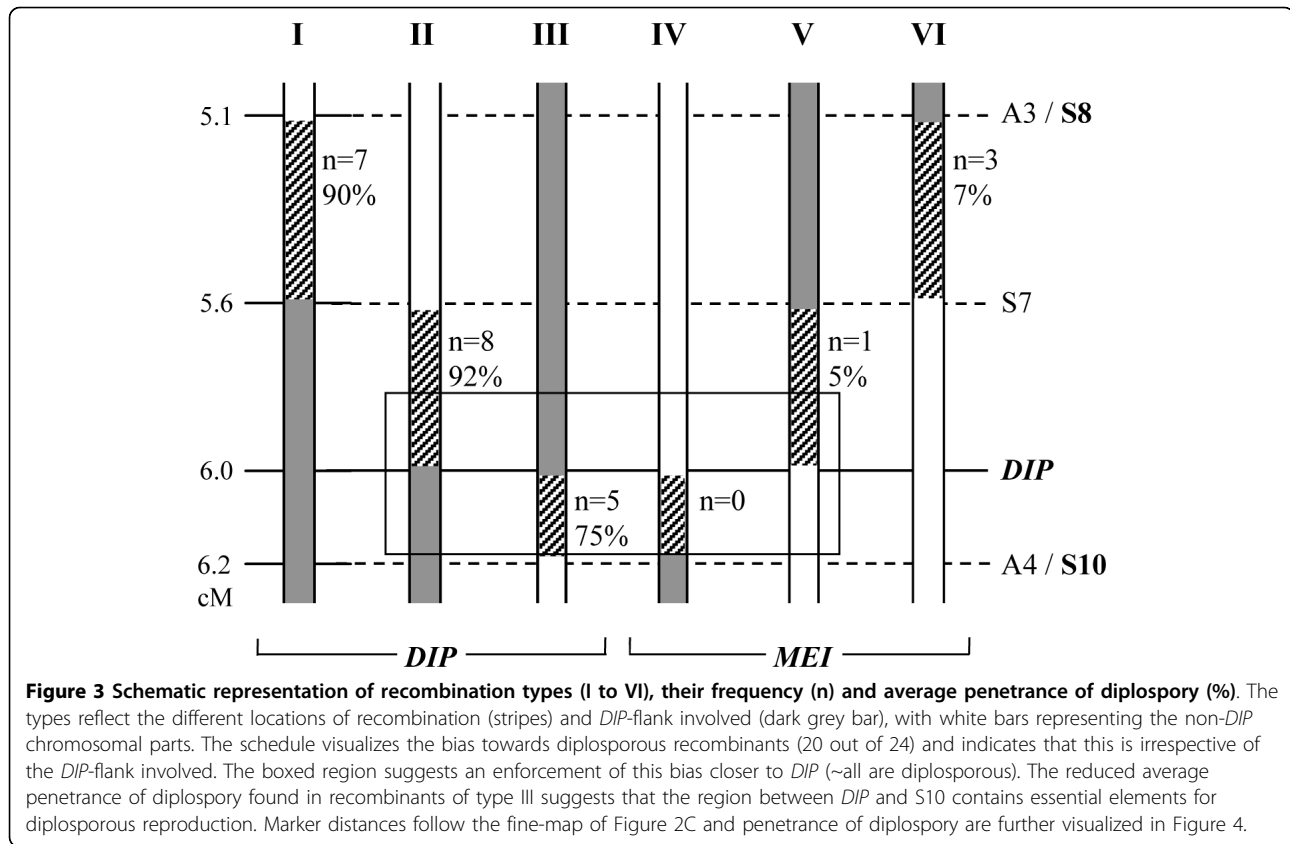 I II III IV V VI
5.1 A3 / S8
n=7 n=3
90% 7%
5.6 S7
n=8 n=1
92% 5%
6.0 DIP
n=5 n=0
75%
6.2 A4 / S10
cM
DIP MEI
Figure 3 Schematic representation of recombination types (I to VI), their frequency (n) and average penetrance of diplospory (%). The
types reflect the different locations of recombination (stripes) and DIP-flank involved (dark grey bar), with white bars representing the non-DIP
chromosomal parts. The schedule visualizes the bias towards diplosporous recombinants (20 out of 24) and indicates that this is irrespective of
the DIP-flank involved. The boxed region suggests an enforcement of this bias closer to DIP (~all are diplosporous). The reduced average
penetrance of diplospory found in recombinants of type III suggests that the region between DIP and S10 contains essential elements for
diplosporous reproduction. Marker distances follow the fine-map of Figure 2C and penetrance of diplospory are further visualized in Figure 4.